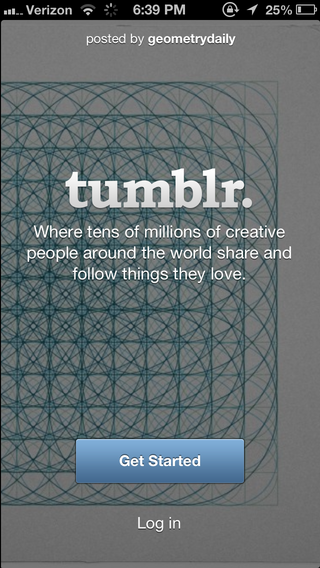 Verizon 6:39 PM 25%
posted by geometrydaily
tumblr.
Where tens of millions of creative
people around the world share and
follow things they love.
Get Started
Log in